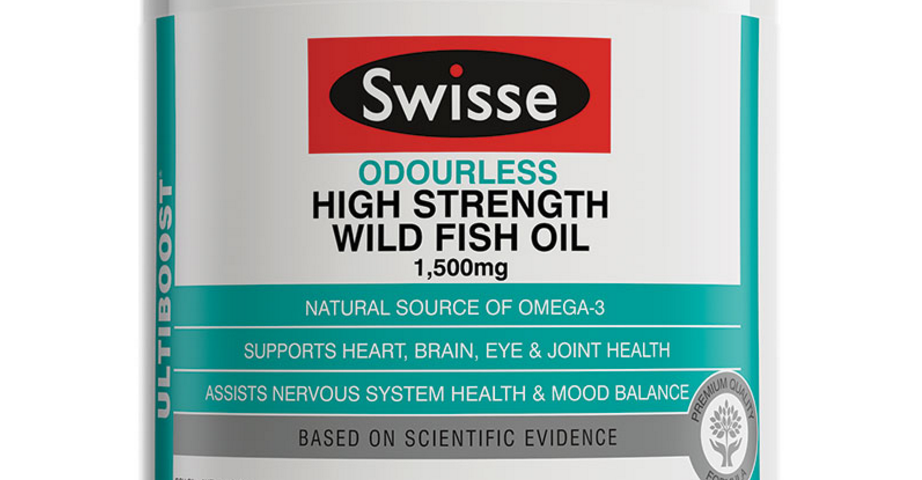 Swisse
ODOURLESS
HIGH STRENGTH
WILD FISH OIL
1,500mg
NATURAL SOURCE OF OMEGA-3
SUPPORTS HEART, BRAIN, EYE & JOINT HEALTH
ASSISTS NERVOUS SYSTEM HEALTH & MOOD BALANCE
BASED ON SCIENTIFIC EVIDENCE
ULTIBOOST
PREMIUM QUALITY
FORMULA